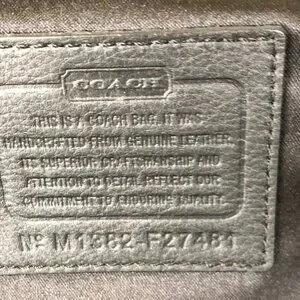 COACH
THIS IS A COACH BAG. IT WAS
HANDCRAFTED FROM GENUINE LEATHER.
ITS SUPERIOR CRAFTSMANSHIP AND
ATTENTION TO DETAIL REFLECT OUR
COMMITMENT TO ENDURING QUALITY.
Nº M1382-F27481